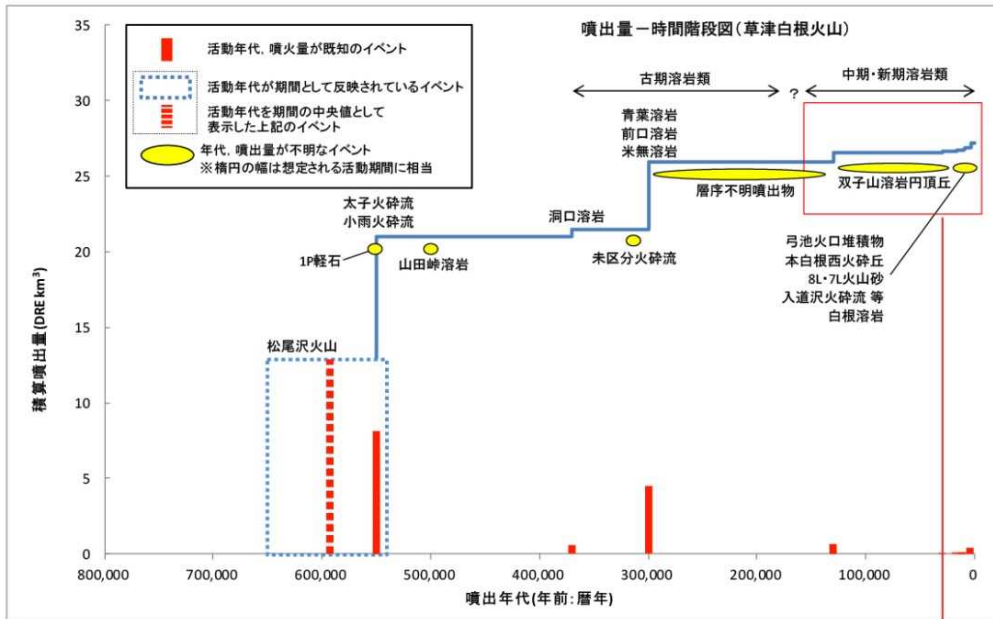 噴出量－時間階段図(草津白根火山)
活動年代、噴火量が既知のイベント
活動年代が期間として反映されているイベント
活動年代を期間の中央値として
表示した上記のイベント
年代、噴出量が不明なイベント
※楕円の幅は想定される活動期間に相当
古期溶岩類
?
中期・新期溶岩類
青葉溶岩
前口溶岩
米無溶岩
層序不明噴出物
双子山溶岩円頂丘
太子火砕流
小雨火砕流
洞口溶岩
1P軽石
山田峠溶岩
未区分火砕流
弓池火口堆積物
本白根西火砕丘
8L・7L火山砂
入道沢火砕流 等
白根溶岩
松尾沢火山
積算噴出量(DRE km³)
35
30
25
20
15
10
5
0
800,000
700,000
600,000
500,000
400,000
300,000
200,000
100,000
0
噴出年代(年前:暦年)